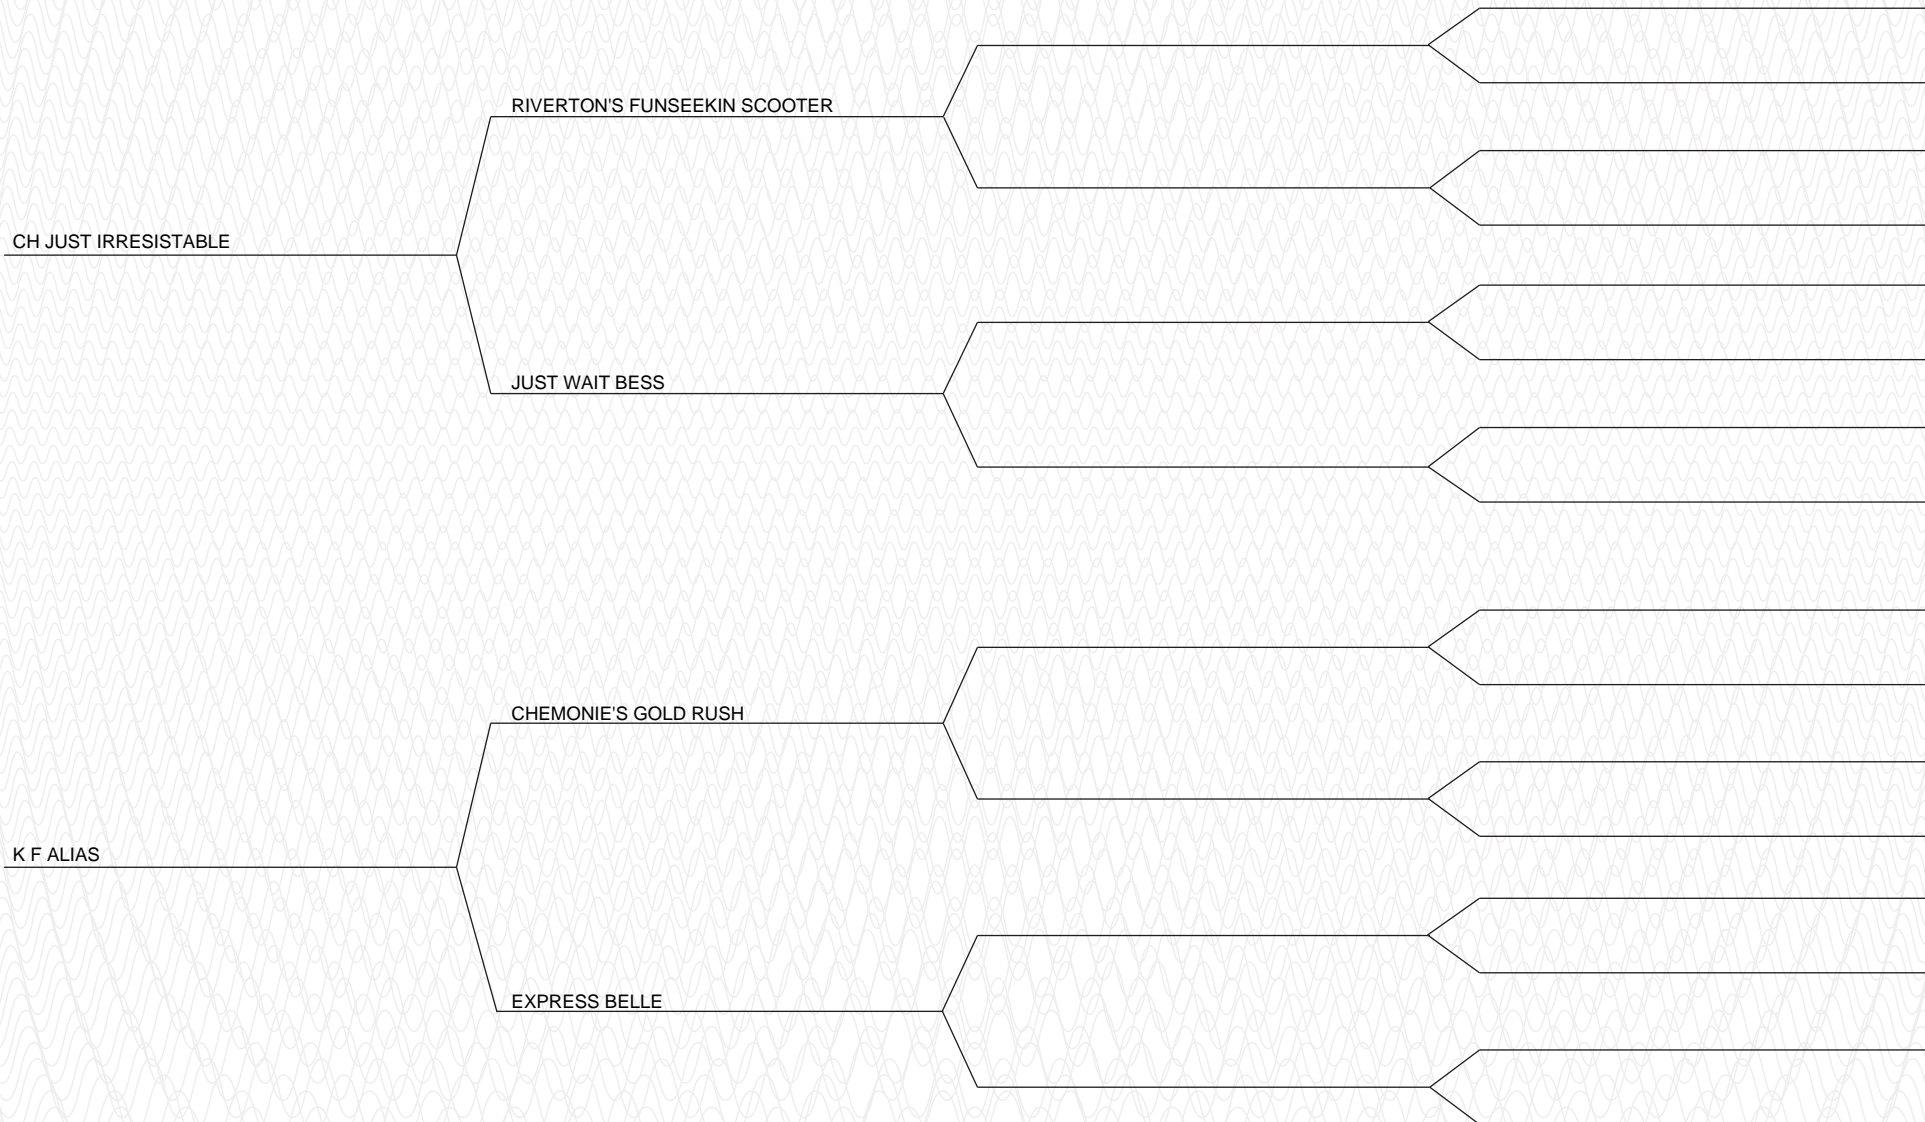 RIVERTON'S FUNSEEKIN SCOOTER
CH JUST IRRESISTABLE
JUST WAIT BESS
CHEMONIE'S GOLD RUSH
K F ALIAS
EXPRESS BELLE